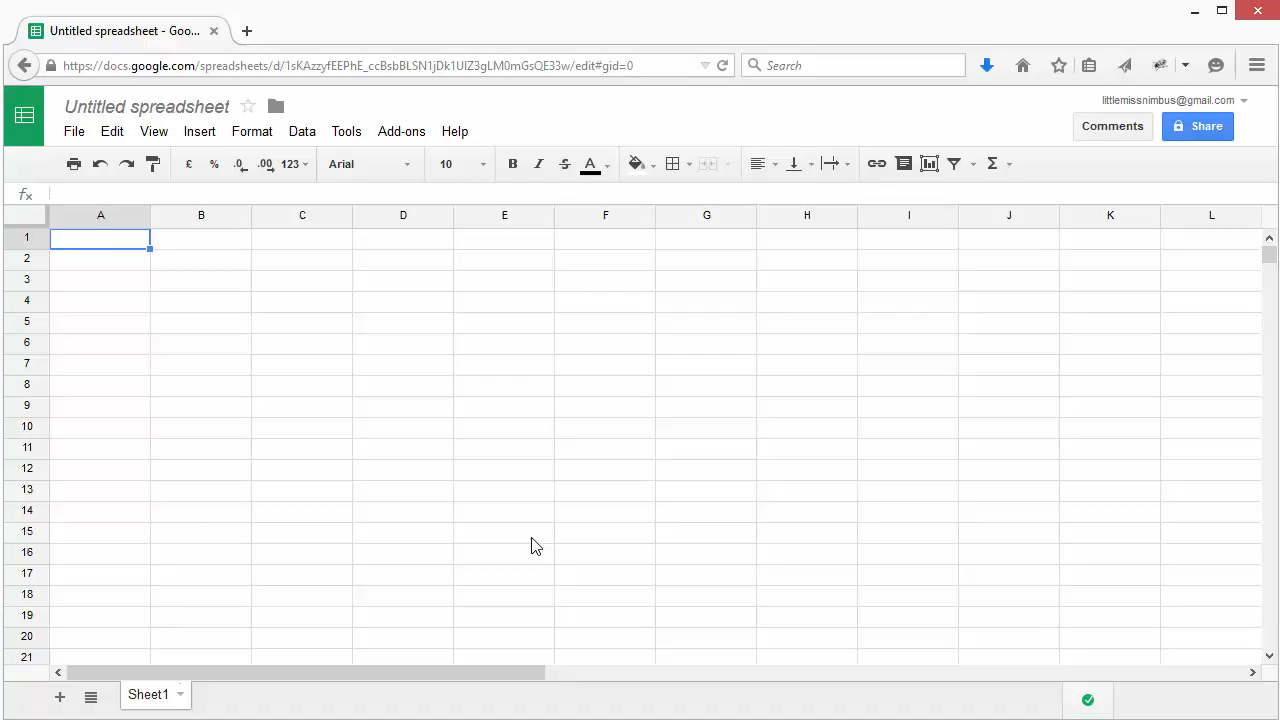 Untitled spreadsheet - Goo...
https://docs.google.com/spreadsheets/d/1sKAzzyfEEPhE_ccBsbBLSN1jDk1UIZ3gLM0mGsQE33w/edit#gid=0
Search
Untitled spreadsheet
littlemissnimbus@gmail.com
File Edit View Insert Format Data Tools Add-ons Help
Comments Share
£ % .0 .00 123 Arial 10 B I S A Σ
fx
A B C D E F G H I J K L
1
2
3
4
5
6
7
8
9
10
11
12
13
14
15
16
17
18
19
20
21
Sheet1